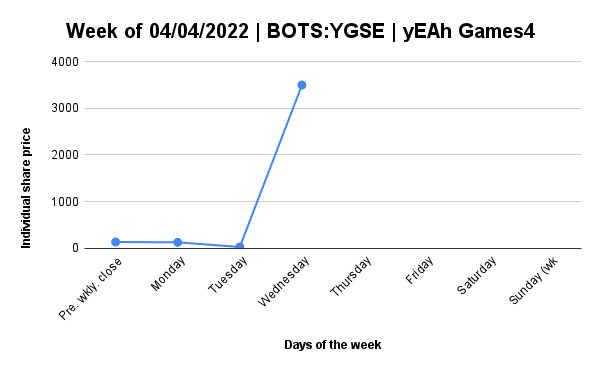 Week of 04/04/2022 | BOTS:YGSE | yEAh Games4
4000
3000
2000
1000
0
Individual share price
Pre. wkly. close
Monday
Tuesday
Wednesday
Thursday
Friday
Saturday
Sunday (wk
Days of the week